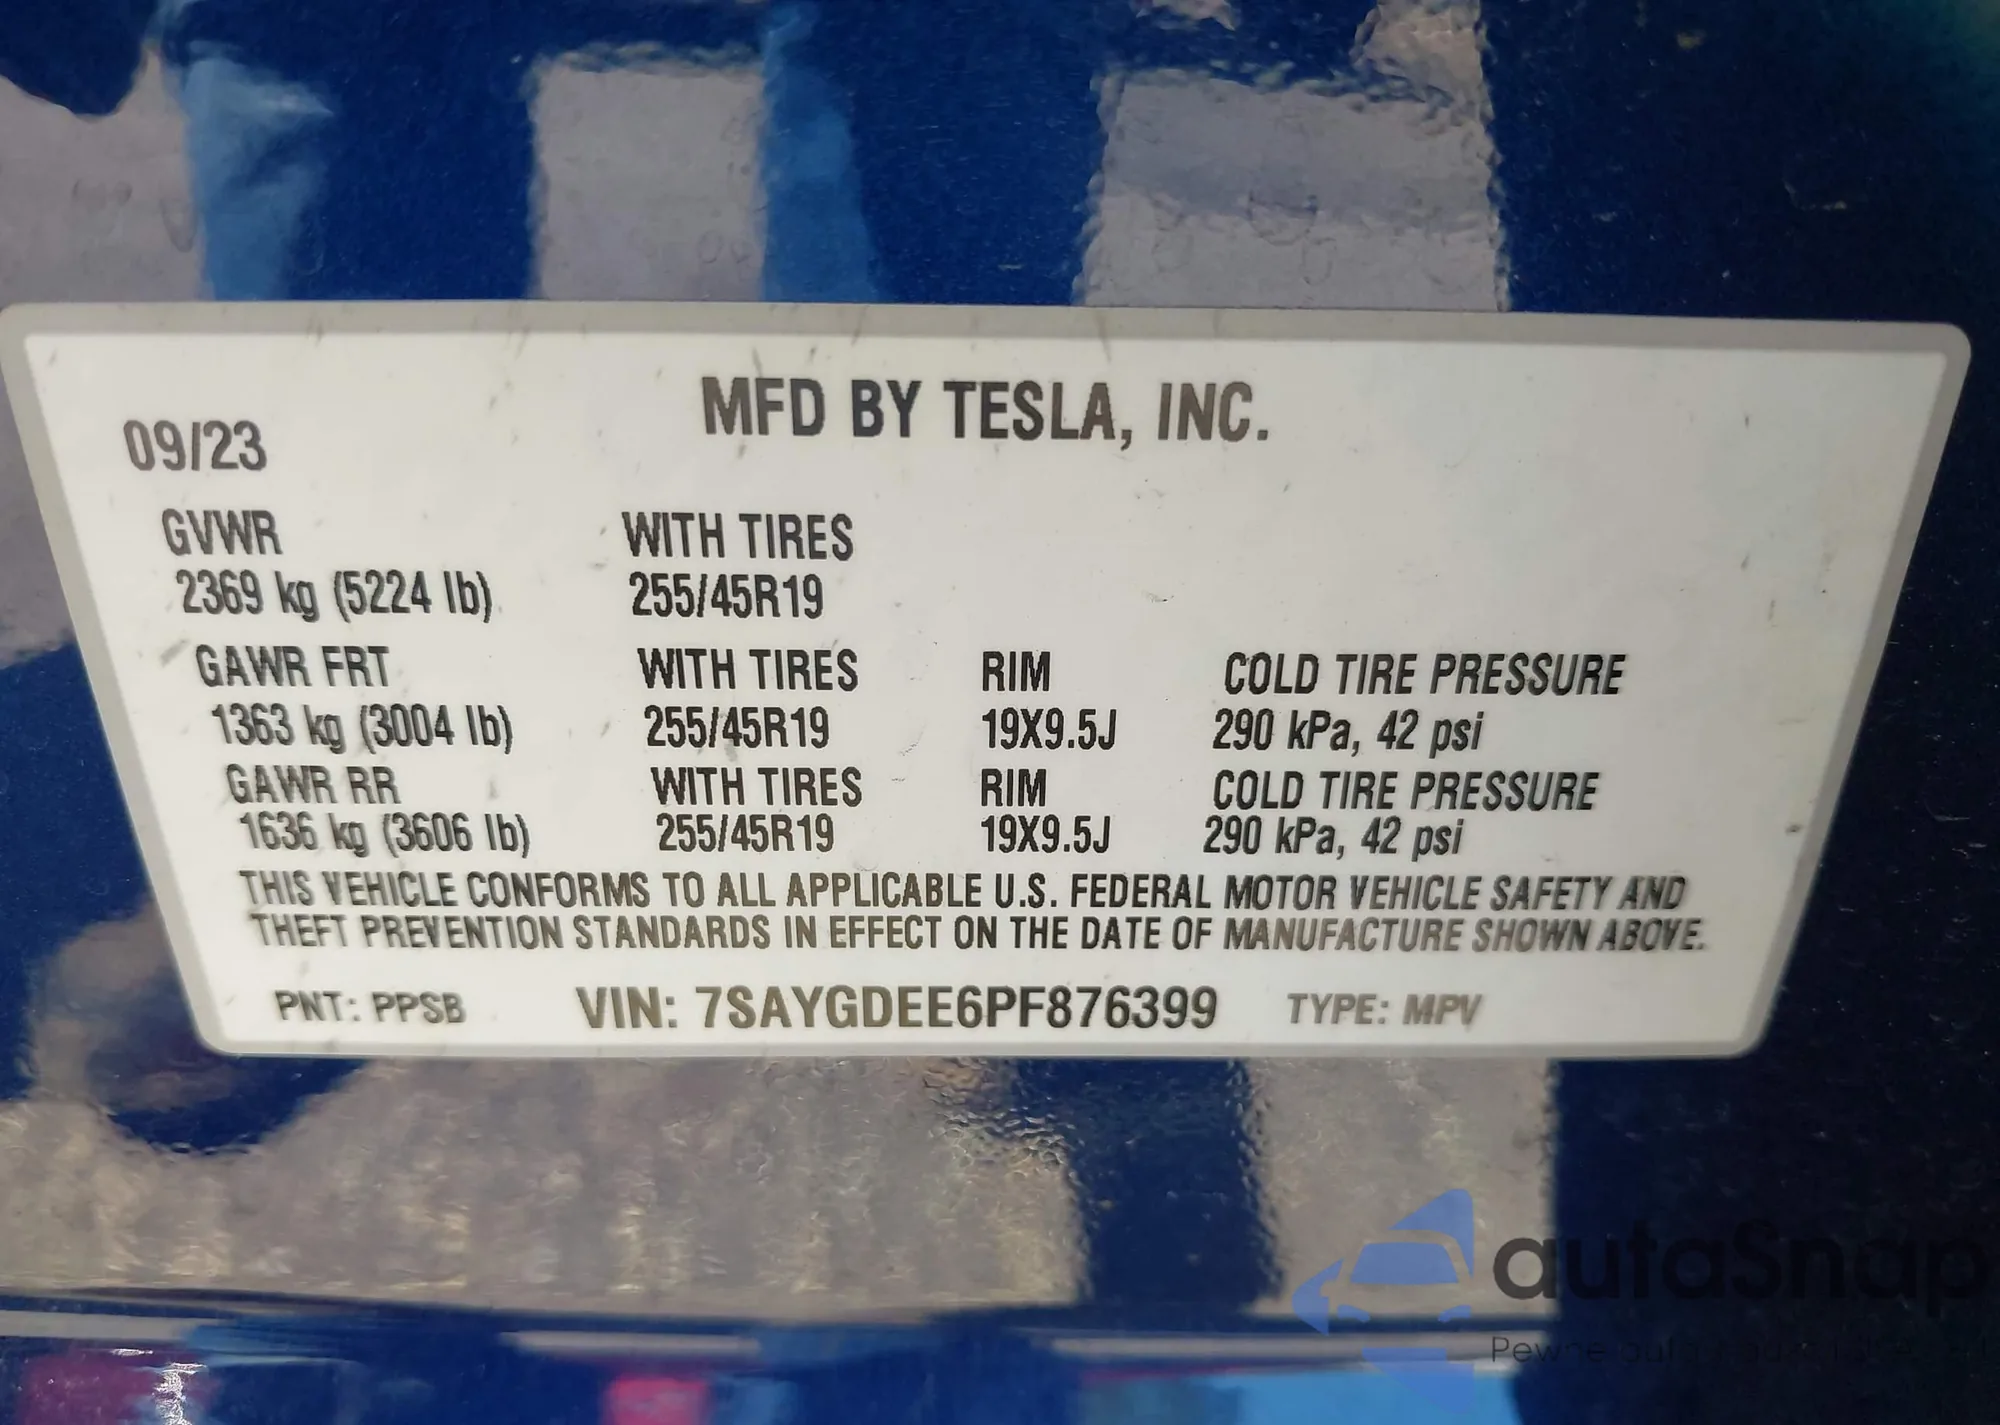 MFD BY TESLA, INC.
09/23
GVWR WITH TIRES
2369 kg (5224 lb) 255/45R19
GAWR FRT WITH TIRES RIM COLD TIRE PRESSURE
1363 kg (3004 lb) 255/45R19 19X9.5J 290 kPa, 42 psi
GAWR RR WITH TIRES RIM COLD TIRE PRESSURE
1636 kg (3606 lb) 255/45R19 19X9.5J 290 kPa, 42 psi
THIS VEHICLE CONFORMS TO ALL APPLICABLE U.S. FEDERAL MOTOR VEHICLE SAFETY AND
THEFT PREVENTION STANDARDS IN EFFECT ON THE DATE OF MANUFACTURE SHOWN ABOVE.
PNT: PPSB VIN: 7SAYGDEE6PF876399 TYPE: MPV
autaSnap
Pewne auta